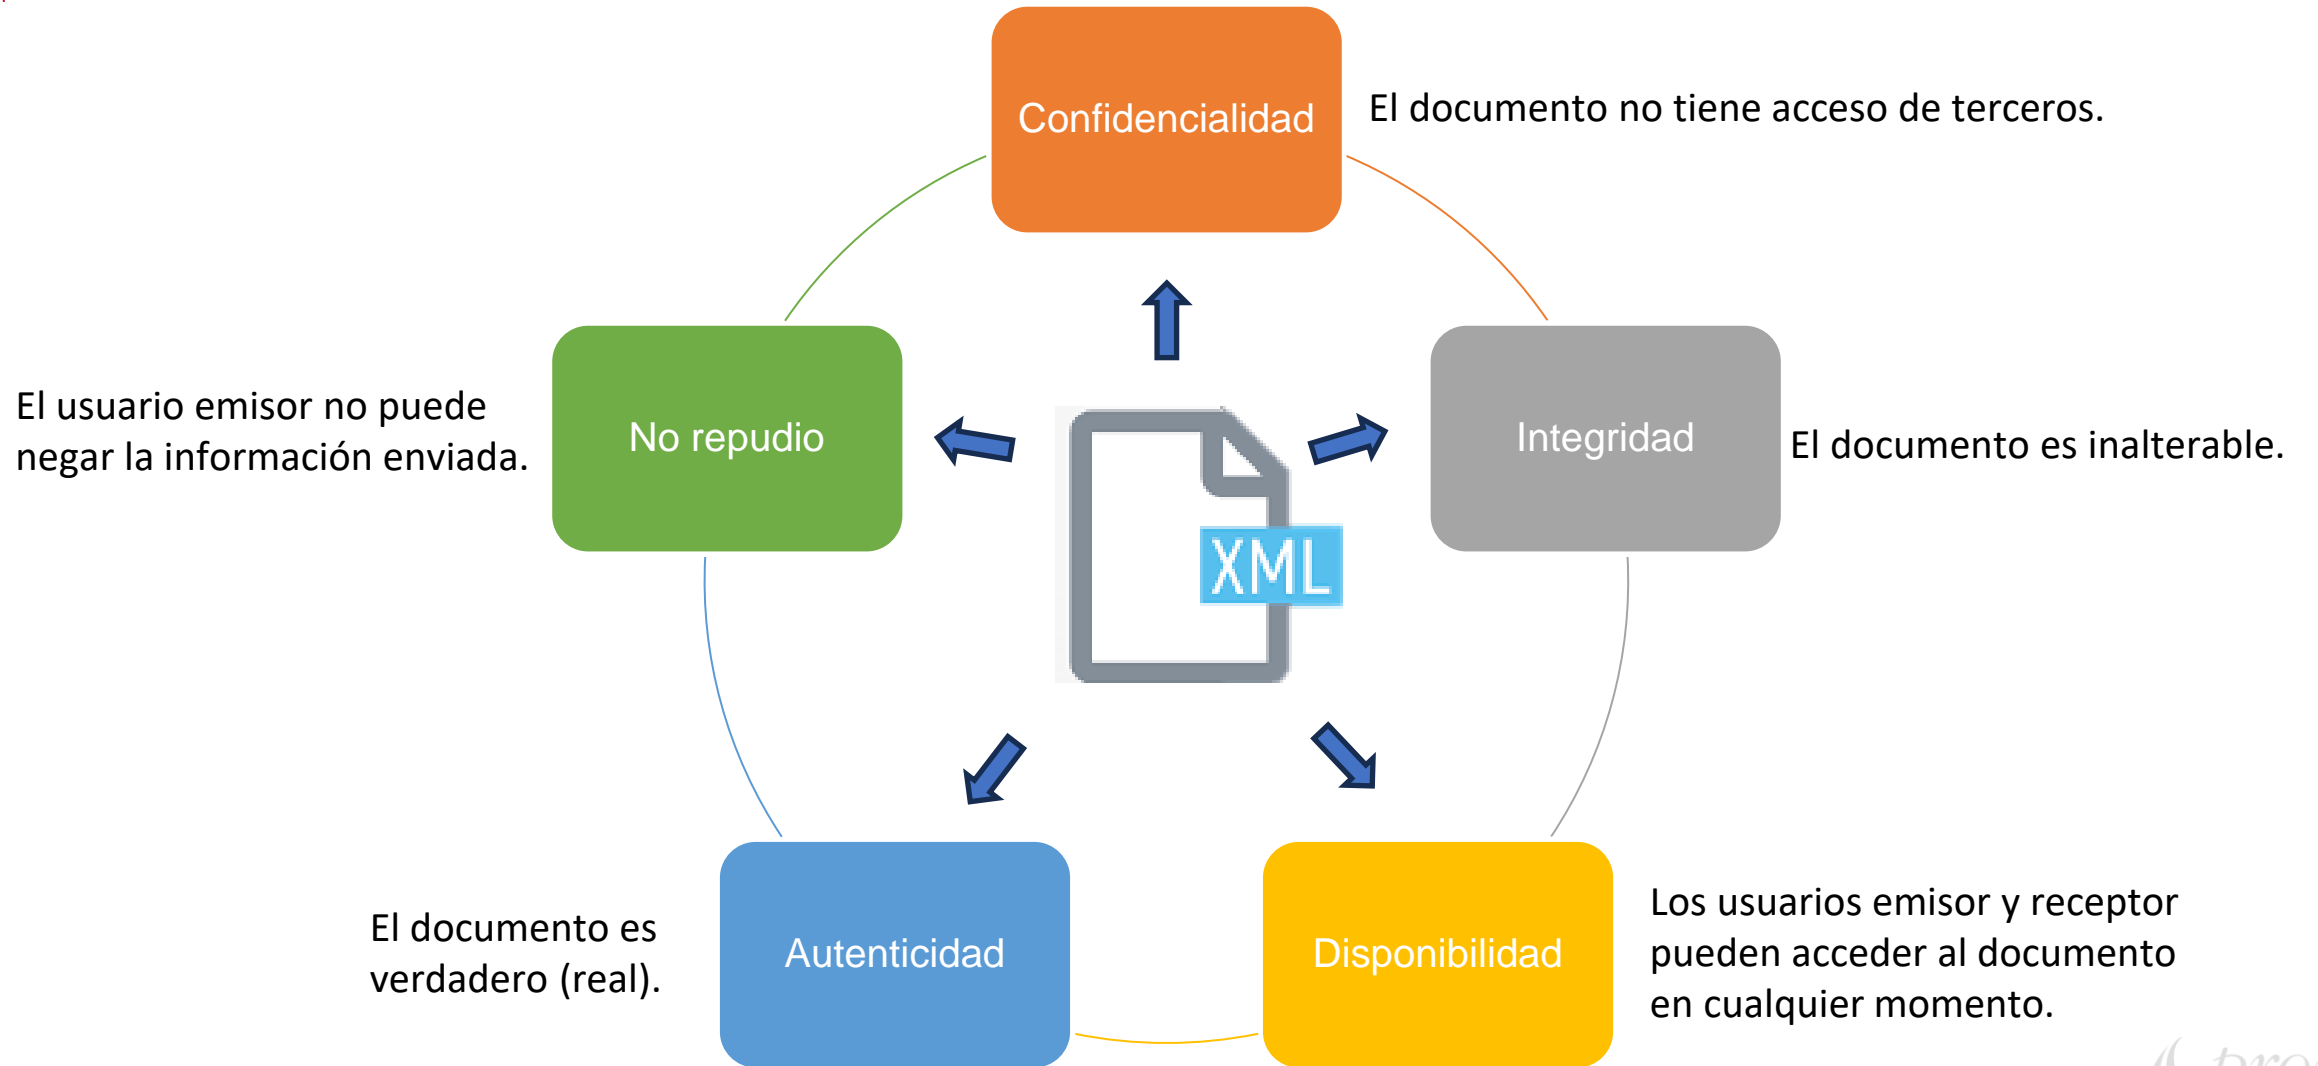 Confidencialidad
El documento no tiene acceso de terceros.
El usuario emisor no puede
negar la información enviada.
No repudio
Integridad
El documento es inalterable.
XML
El documento es
verdadero (real).
Autenticidad
Disponibilidad
Los usuarios emisor y receptor
pueden acceder al documento
en cualquier momento.